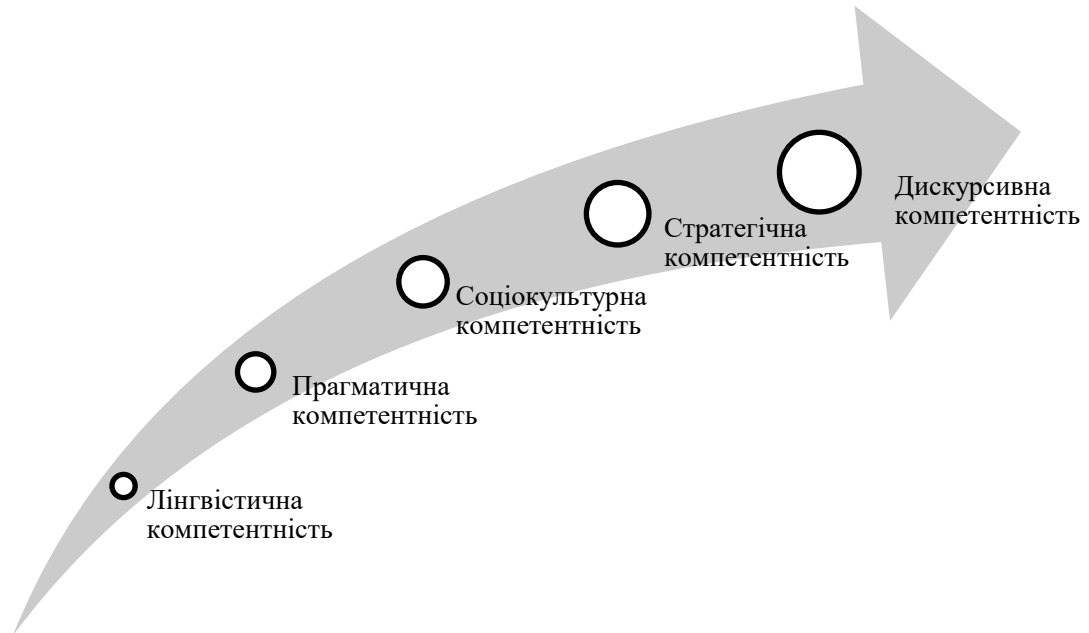 Дискурсивна
компетентність
Стратегічна
компетентність
Соціокультурна
компетентність
Прагматична
компетентність
Лінгвістична
компетентність